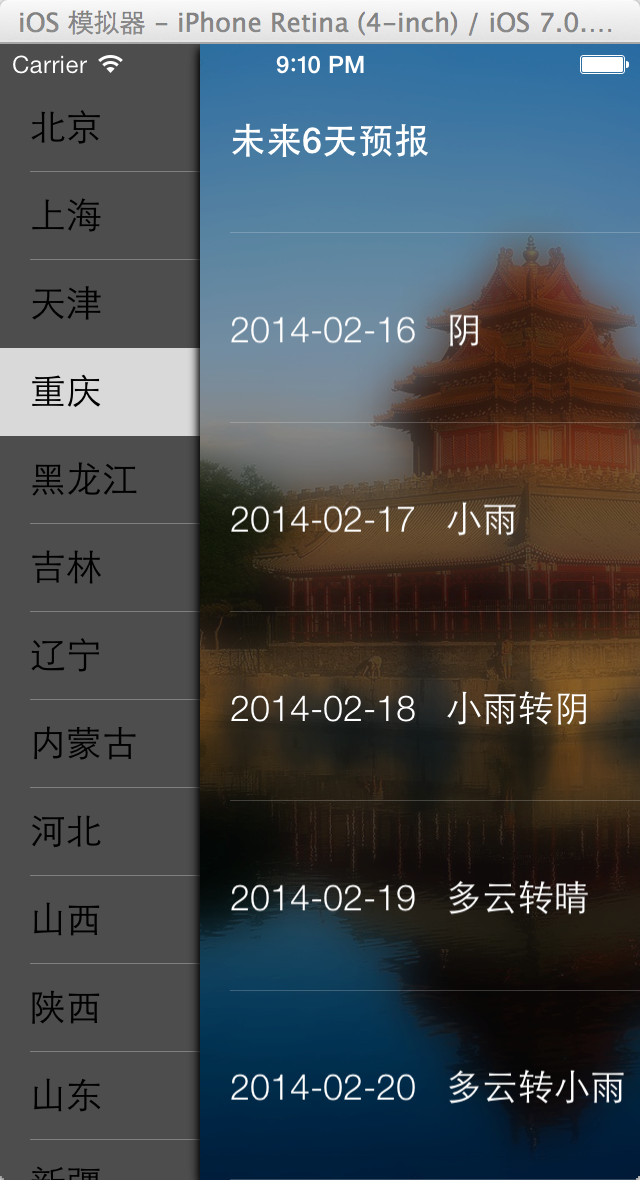 iOS 模拟器 – iPhone Retina (4-inch) / iOS 7.0....
Carrier 9:10 PM
北京
上海
天津
重庆
黑龙江
吉林
辽宁
内蒙古
河北
山西
陕西
山东
新疆
未来6天预报
2014-02-16 阴
2014-02-17 小雨
2014-02-18 小雨转阴
2014-02-19 多云转晴
2014-02-20 多云转小雨